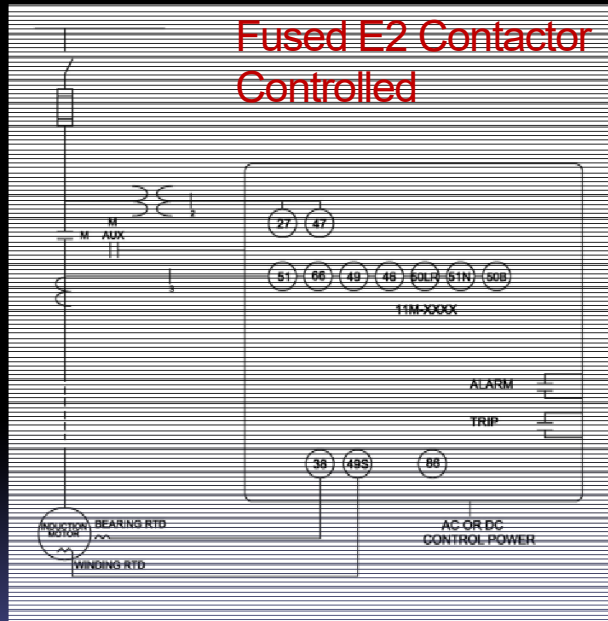 Fused E2 Contactor
Controlled
2
27 47
M
M AUX
51 66 49 46 50LR 51N 50B
3
11M-XXXX
ALARM
TRIP
38 49S 86
INDUCTION
MOTOR
BEARING RTD
AC OR DC
CONTROL POWER
WINDING RTD